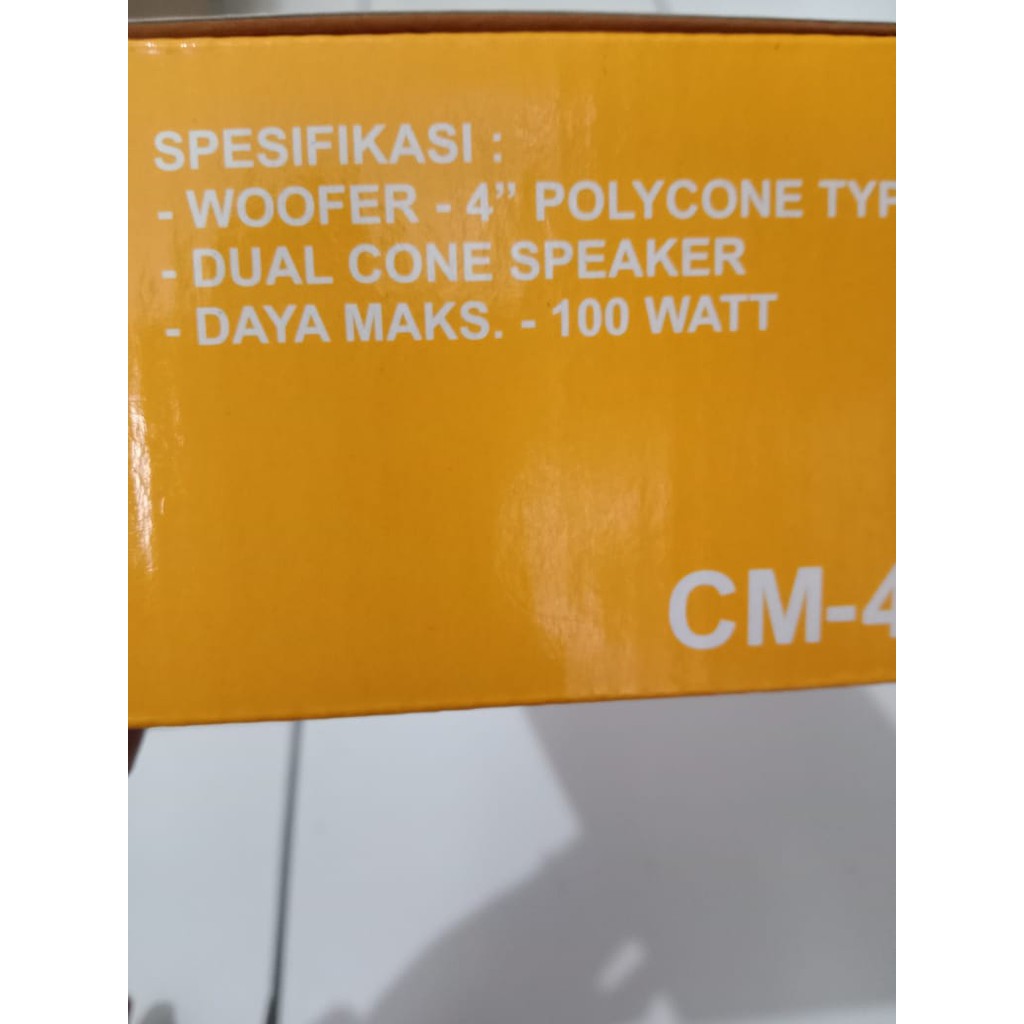 SPESIFIKASI :
- WOOFER - 4” POLYCONE TYP
- DUAL CONE SPEAKER
- DAYA MAKS. - 100 WATT
CM-4